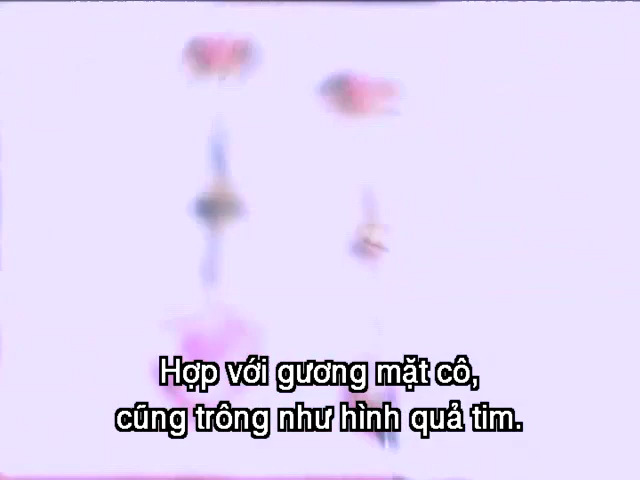 Hợp với gương mặt cô,
cũng trông như hình quả tim.